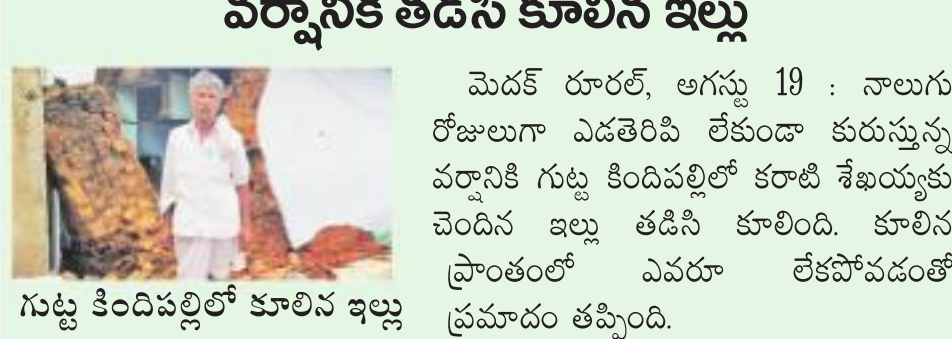 వర్షానికి తడిసి కూలిన ఇల్లు
మెదక్ రూరల్, అగస్టు 19 : నాలుగు
రోజులుగా ఎడతెరిపి లేకుండా కురుస్తున్న
వర్షానికి గుట్ట కిందిపల్లిలో కరాటి శేఖయ్యకు
చెందిన ఇల్లు తడిసి కూలింది. కూలిన
ప్రాంతంలో ఎవరూ లేకపోవడంతో
ప్రమాదం తప్పింది.
గుట్ట కిందిపల్లిలో కూలిన ఇల్లు